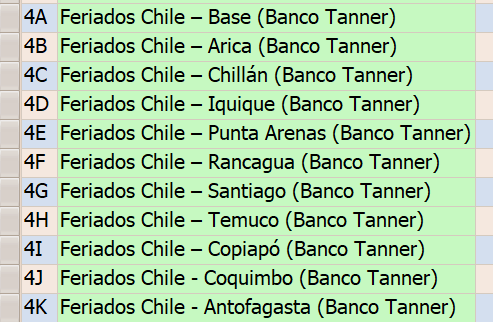 4A Feriados Chile – Base (Banco Tanner)
4B Feriados Chile – Arica (Banco Tanner)
4C Feriados Chile – Chillán (Banco Tanner)
4D Feriados Chile – Iquique (Banco Tanner)
4E Feriados Chile – Punta Arenas (Banco Tanner)
4F Feriados Chile – Rancagua (Banco Tanner)
4G Feriados Chile – Santiago (Banco Tanner)
4H Feriados Chile – Temuco (Banco Tanner)
4I Feriados Chile – Copiapó (Banco Tanner)
4J Feriados Chile - Coquimbo (Banco Tanner)
4K Feriados Chile - Antofagasta (Banco Tanner)